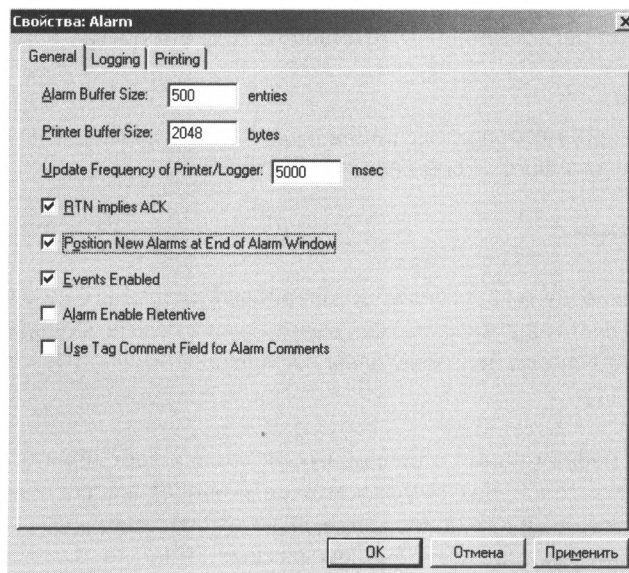 Свойства: Alarm
General Logging Printing
Alarm Buffer Size: 500 entries
Printer Buffer Size: 2048 bytes
Update Frequency of Printer/Logger: 5000 msec
RTN implies ACK
Position New Alarms at End of Alarm Window
Events Enabled
Alarm Enable Retentive
Use Tag Comment Field for Alarm Comments
OK Отмена Применить